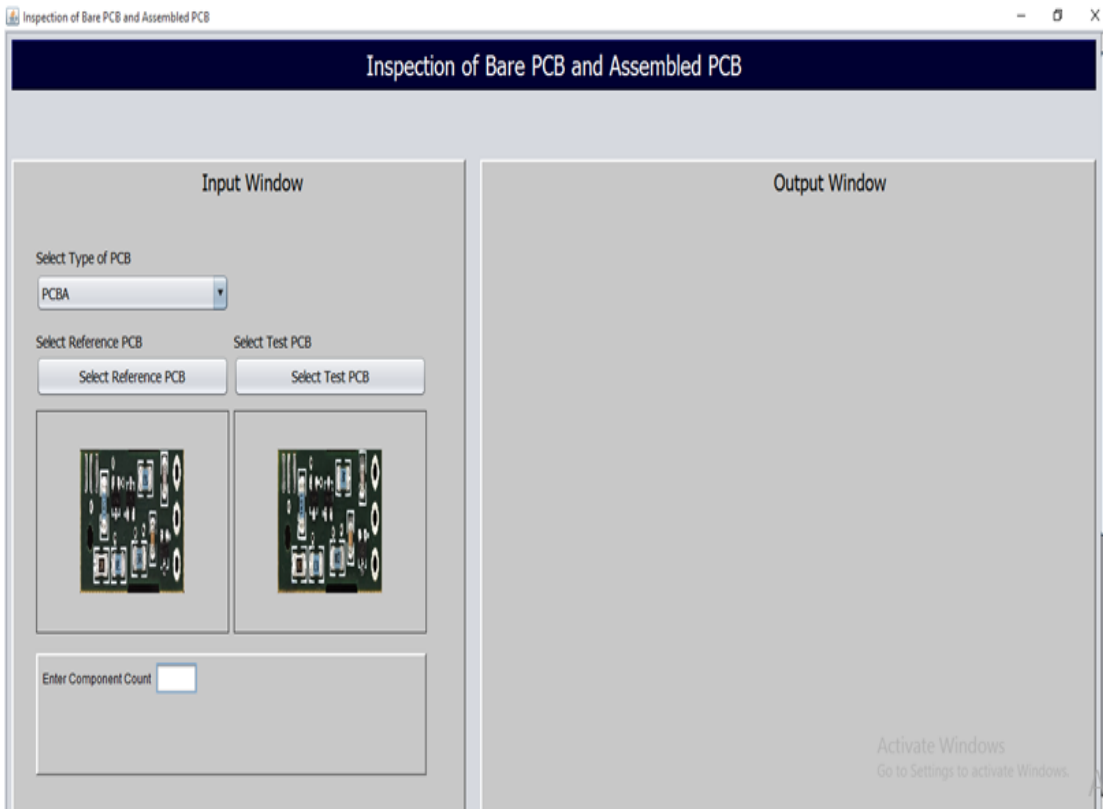 Inspection of Bare PCB and Assembled PCB
Inspection of Bare PCB and Assembled PCB
Input Window
Select Type of PCB
PCBA
Select Reference PCB Select Test PCB
Select Reference PCB Select Test PCB
Enter Component Count
Output Window
Activate Windows
Go to Settings to activate Windows.